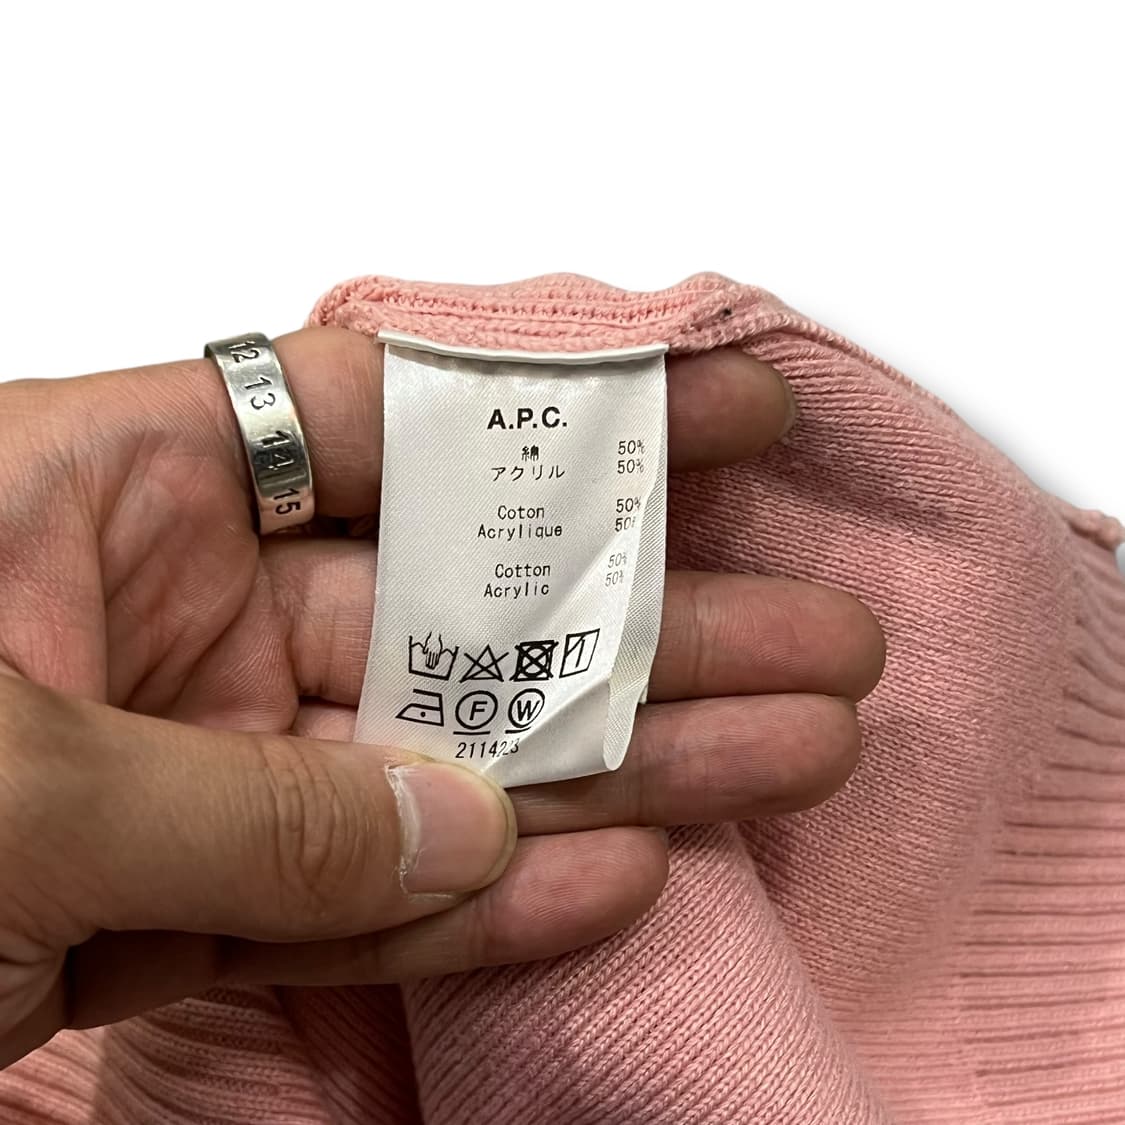 12 13 14 15
A.P.C.
綿 50%
アクリル 50%
Coton 50%
Acrylique 50%
Cotton 50%
Acrylic 50%
F W